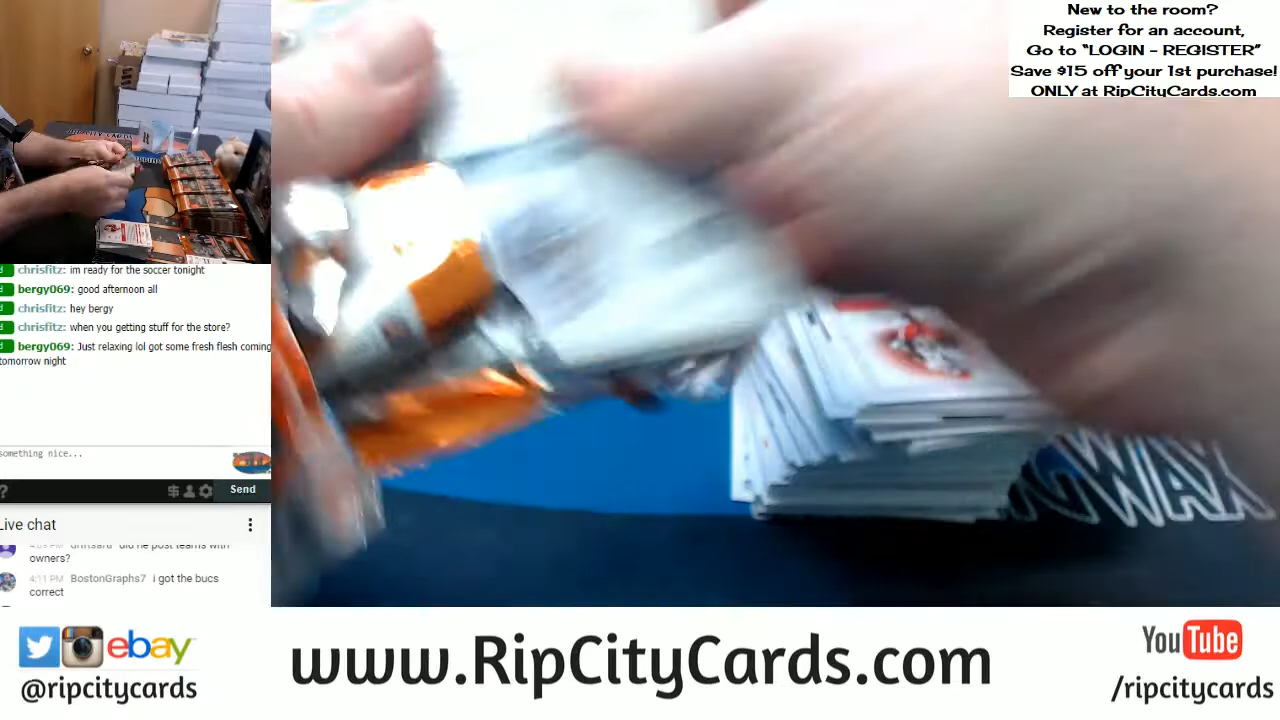 New to the room?
Register for an account,
Go to “LOGIN - REGISTER”
Save $15 off your 1st purchase!
ONLY at RipCityCards.com
RIP CITY CARDS
chrisfitz: im ready for the soccer tonight
bergy069: good afternoon all
chrisfitz: hey bergy
chrisfitz: when you getting stuff for the store?
bergy069: Just relaxing lol got some fresh flesh coming
tomorrow night
something nice...
Send
Live chat
did he post teams with
owners?
4:11 PM BostonGraphs7 i got the bucs
correct
WAX
ebay
@ripcitycards
www.RipCityCards.com
YouTube
/ripcitycards